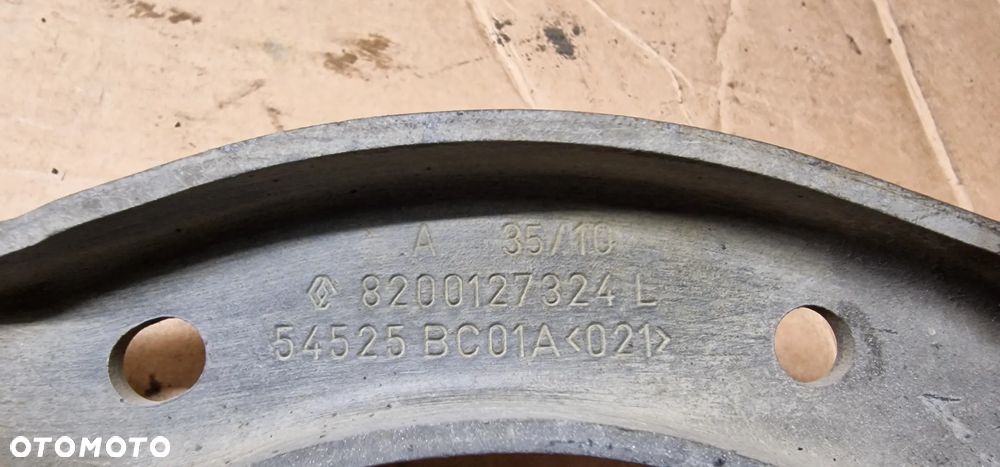 A 35/10
8200127324 L
54525 BC01A<021>
OTOMOTO